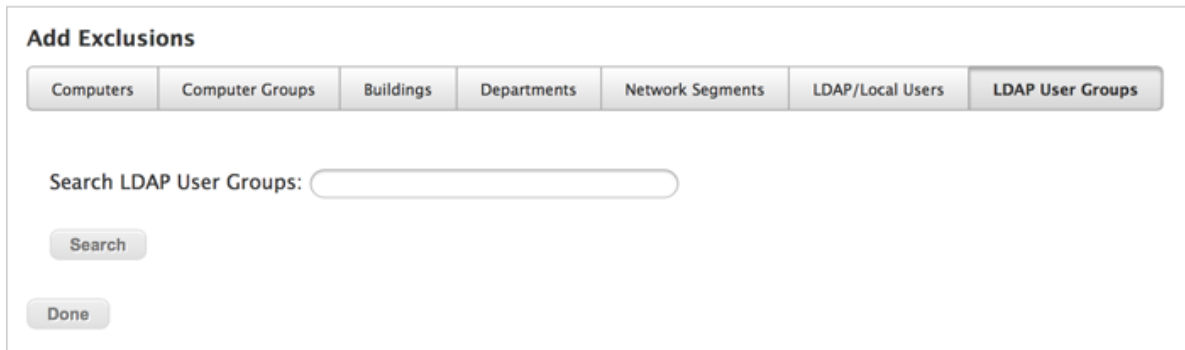 Add Exclusions
Computers Computer Groups Buildings Departments Network Segments LDAP/Local Users LDAP User Groups
Search LDAP User Groups:
Search
Done